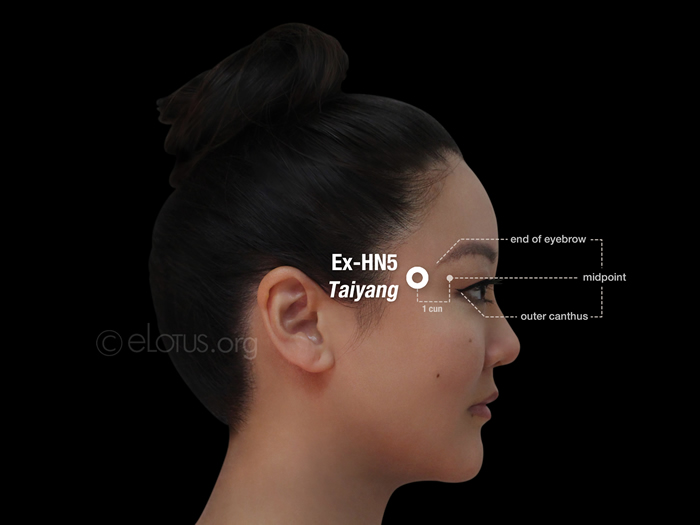 end of eyebrow
Ex-HN5
Taiyang
midpoint
1 cun
outer canthus
© eLotus.org